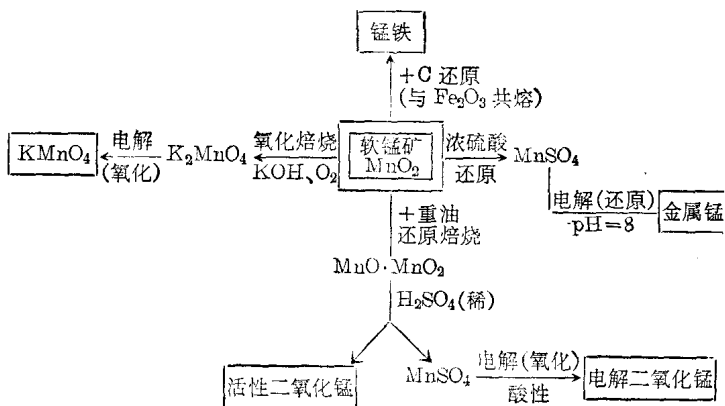 锰铁
+C 还原
(与 Fe₂O₃ 共熔)
KMnO₄ 电解 K₂MnO₄ 氧化焙烧 软锰矿 浓硫酸 MnSO₄
(氧化) KOH、O₂ MnO₂ 还原
电解(还原) 金属锰
pH=8
+重油
还原焙烧
MnO·MnO₂
H₂SO₄(稀)
活性二氧化锰 MnSO₄ 电解(氧化) 电解二氧化锰
酸性